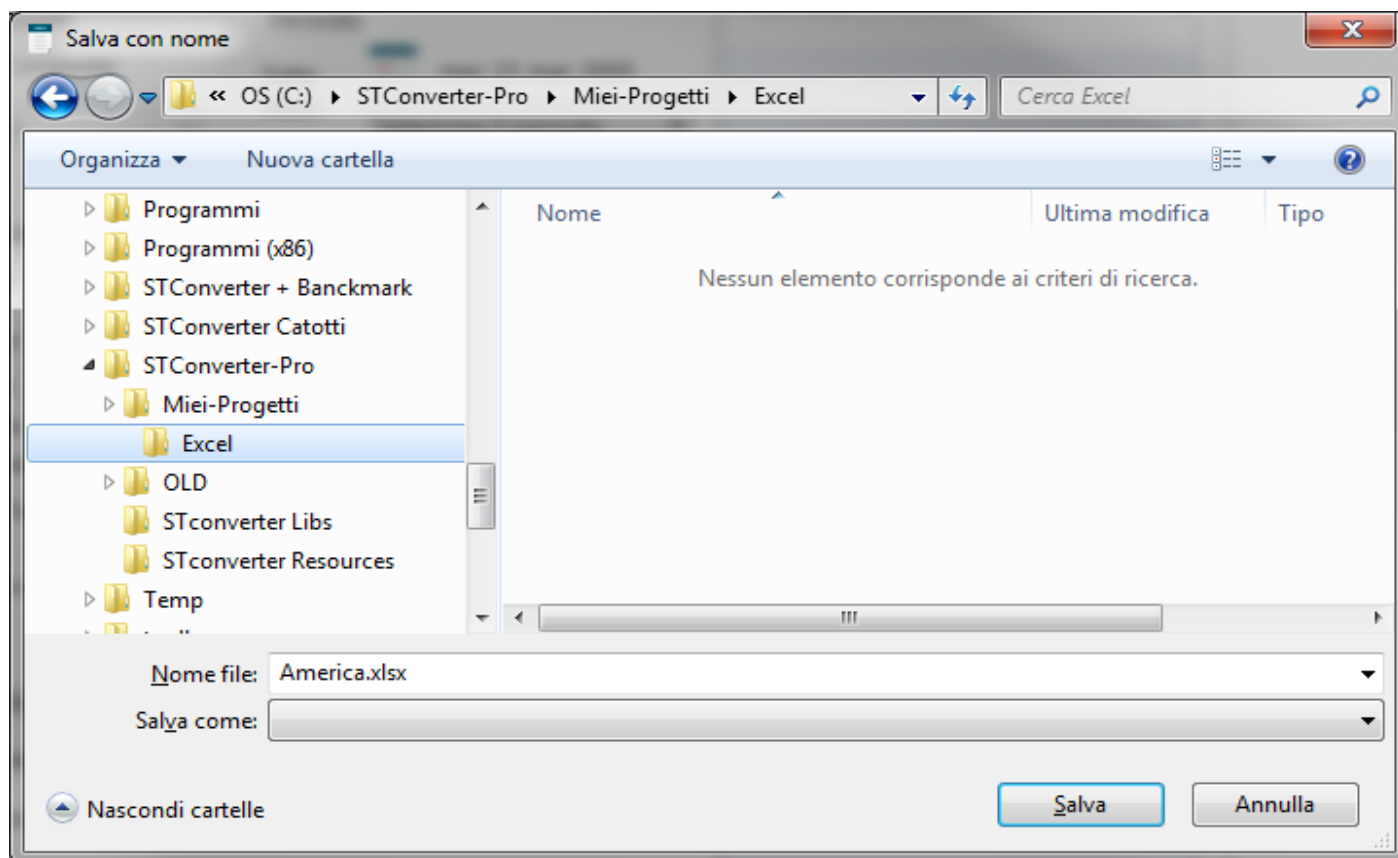 Salva con nome
« OS (C:) STConverter-Pro Miei-Progetti Excel
Cerca Excel
Organizza
Nuova cartella
Programmi
Programmi (x86)
STConverter + Banckmark
STConverter Catotti
STConverter-Pro
Miei-Progetti
Excel
OLD
STconverter Libs
STconverter Resources
Temp
Nome
Ultima modifica
Tipo
Nessun elemento corrisponde ai criteri di ricerca.
Nome file: America.xlsx
Salva come:
Nascondi cartelle
Salva
Annulla